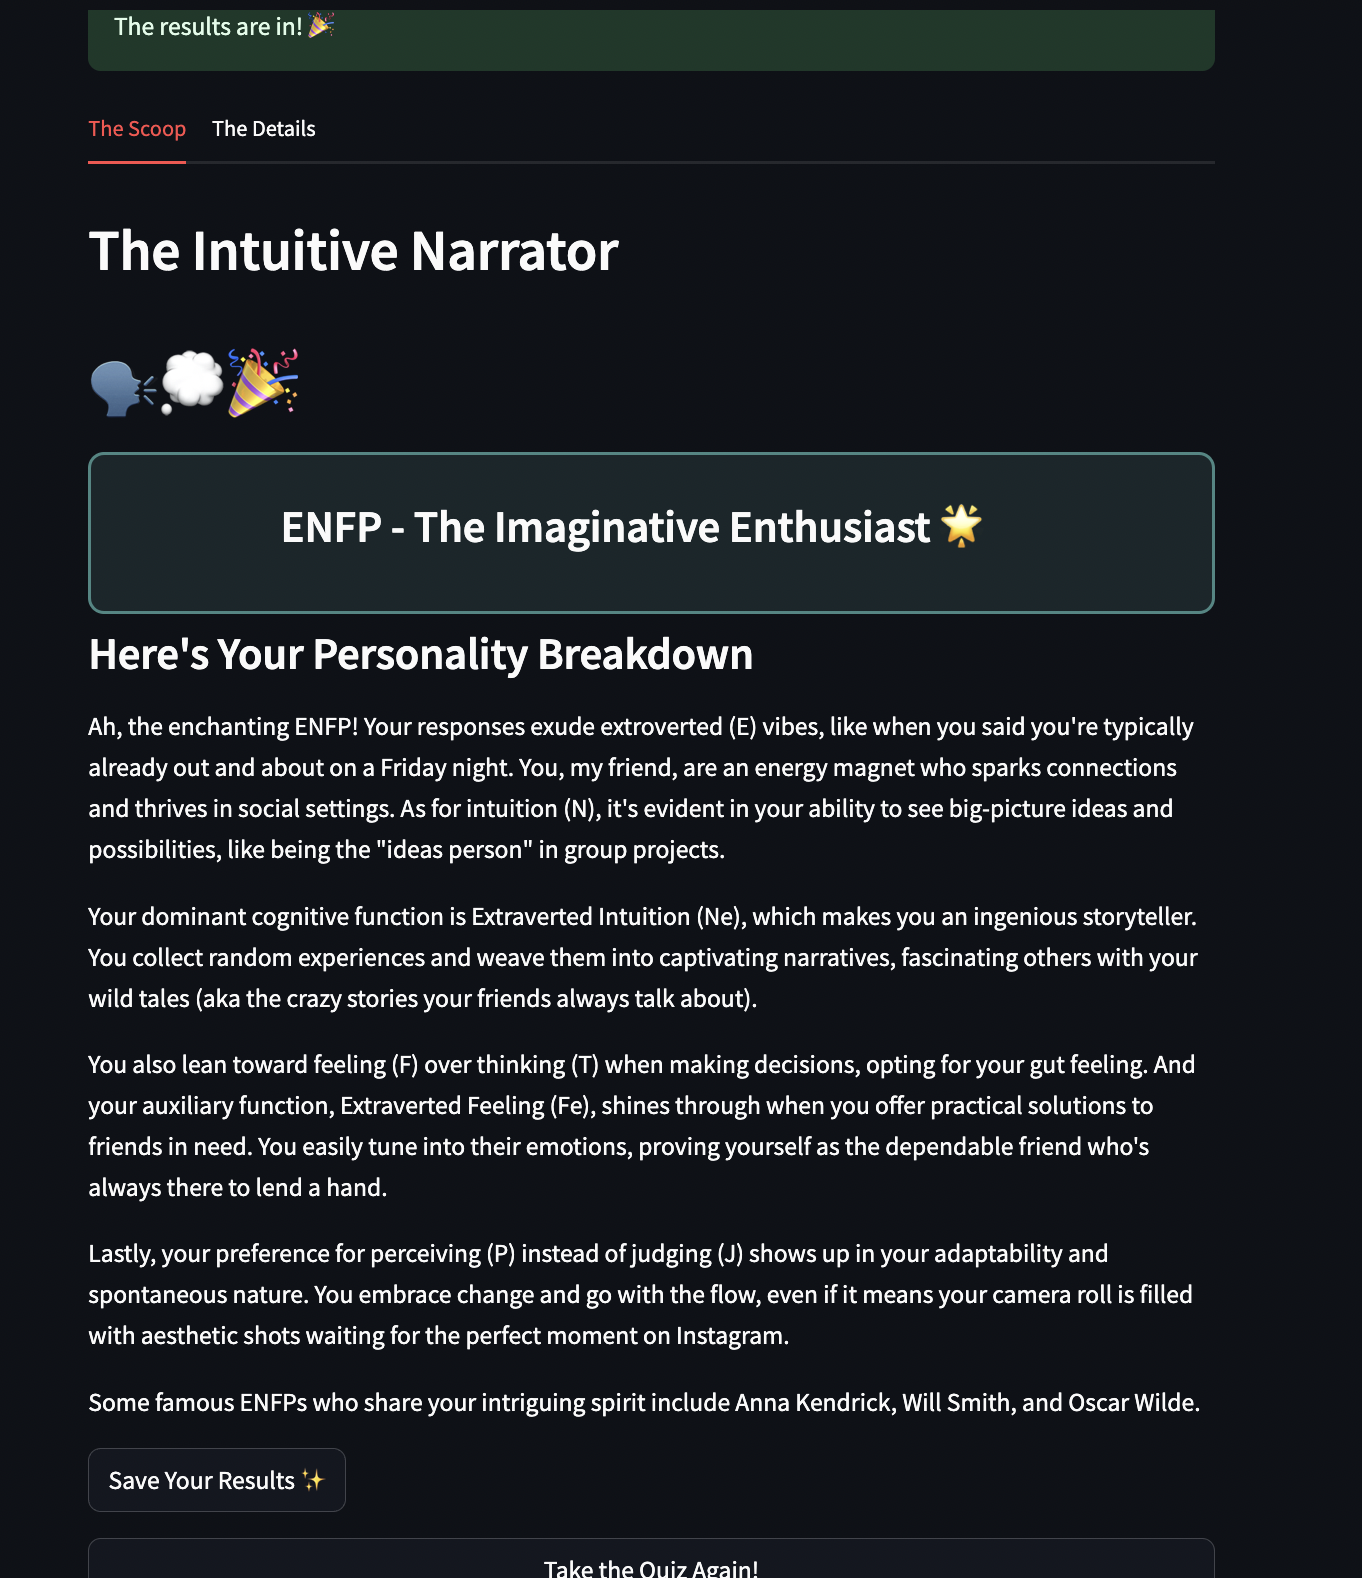 The results are in! 🎉
The Scoop
The Details
The Intuitive Narrator
🗣️💭🎉
ENFP - The Imaginative Enthusiast 🌟
Here's Your Personality Breakdown
Ah, the enchanting ENFP! Your responses exude extroverted (E) vibes, like when you said you're typically
already out and about on a Friday night. You, my friend, are an energy magnet who sparks connections
and thrives in social settings. As for intuition (N), it's evident in your ability to see big-picture ideas and
possibilities, like being the "ideas person" in group projects.
Your dominant cognitive function is Extraverted Intuition (Ne), which makes you an ingenious storyteller.
You collect random experiences and weave them into captivating narratives, fascinating others with your
wild tales (aka the crazy stories your friends always talk about).
You also lean toward feeling (F) over thinking (T) when making decisions, opting for your gut feeling. And
your auxiliary function, Extraverted Feeling (Fe), shines through when you offer practical solutions to
friends in need. You easily tune into their emotions, proving yourself as the dependable friend who's
always there to lend a hand.
Lastly, your preference for perceiving (P) instead of judging (J) shows up in your adaptability and
spontaneous nature. You embrace change and go with the flow, even if it means your camera roll is filled
with aesthetic shots waiting for the perfect moment on Instagram.
Some famous ENFPs who share your intriguing spirit include Anna Kendrick, Will Smith, and Oscar Wilde.
Save Your Results ✨
Take the Quiz Again!